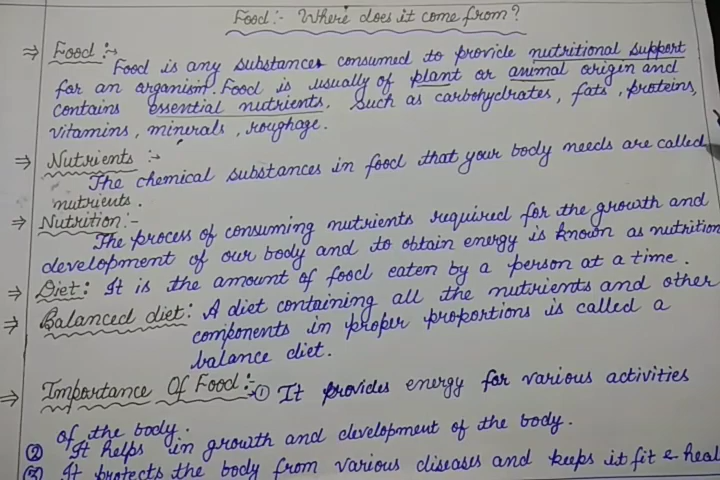 Food :- Where does it come from?
⇒ Food :-
Food is any substances consumed to provide nutritional support
for an organism. Food is usually of plant or animal origin and
contains essential nutrients, such as carbohydrates, fats, proteins,
vitamins, minerals, roughage.
⇒ Nutrients :-
The chemical substances in food that your body needs are called
nutrients.
⇒ Nutrition :-
The process of consuming nutrients required for the growth and
development of our body and to obtain energy is known as nutrition
⇒ Diet : It is the amount of food eaten by a person at a time.
⇒ Balanced diet : A diet containing all the nutrients and other
components in proper proportions is called a
balance diet.
⇒ Importance Of Food :- ① It provides energy for various activities
of the body.
② It helps in growth and development of the body.
③ It protects the body from various diseases and keeps it fit & heal